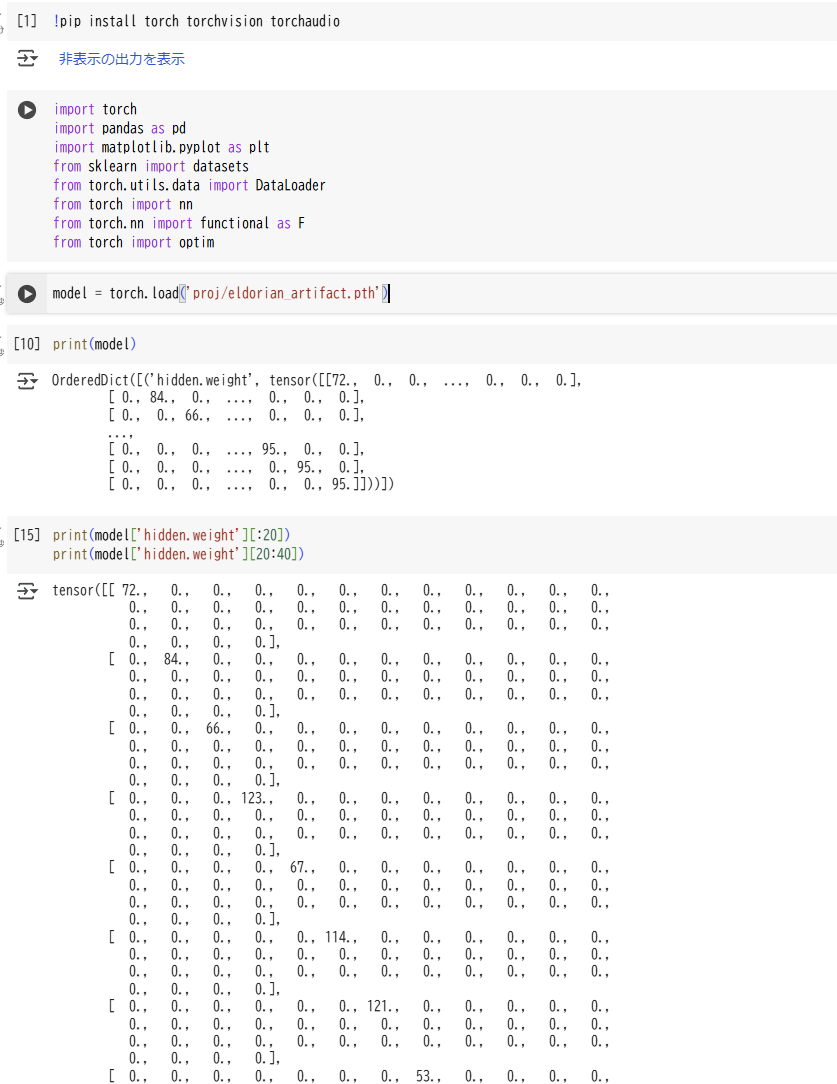 [1] !pip install torch torchvision torchaudio
非表示の出力を表示
import torch
import pandas as pd
import matplotlib.pyplot as plt
from sklearn import datasets
from torch.utils.data import DataLoader
from torch import nn
from torch.nn import functional as F
from torch import optim
model = torch.load('proj/eldorian_artifact.pth')
[10] print(model)
OrderedDict([('hidden.weight', tensor([[72., 0., 0., ..., 0., 0., 0.],
[ 0., 84., 0., ..., 0., 0., 0.],
[ 0., 0., 66., ..., 0., 0., 0.],
...,
[ 0., 0., 0., ..., 95., 0., 0.],
[ 0., 0., 0., ..., 0., 95., 0.],
[ 0., 0., 0., ..., 0., 0., 95.]]))])
[15] print(model['hidden.weight'][:20])
print(model['hidden.weight'][20:40])
tensor([[ 72., 0., 0., 0., 0., 0., 0., 0., 0., 0., 0., 0.,
0., 0., 0., 0., 0., 0., 0., 0., 0., 0., 0., 0.,
0., 0., 0., 0., 0., 0., 0., 0., 0., 0., 0., 0.,
0., 0., 0., 0.],
[ 0., 84., 0., 0., 0., 0., 0., 0., 0., 0., 0., 0.,
0., 0., 0., 0., 0., 0., 0., 0., 0., 0., 0., 0.,
0., 0., 0., 0., 0., 0., 0., 0., 0., 0., 0., 0.,
0., 0., 0., 0.],
[ 0., 0., 66., 0., 0., 0., 0., 0., 0., 0., 0., 0.,
0., 0., 0., 0., 0., 0., 0., 0., 0., 0., 0., 0.,
0., 0., 0., 0., 0., 0., 0., 0., 0., 0., 0., 0.,
0., 0., 0., 0.],
[ 0., 0., 0., 123., 0., 0., 0., 0., 0., 0., 0., 0.,
0., 0., 0., 0., 0., 0., 0., 0., 0., 0., 0., 0.,
0., 0., 0., 0., 0., 0., 0., 0., 0., 0., 0., 0.,
0., 0., 0., 0.],
[ 0., 0., 0., 0., 67., 0., 0., 0., 0., 0., 0., 0.,
0., 0., 0., 0., 0., 0., 0., 0., 0., 0., 0., 0.,
0., 0., 0., 0., 0., 0., 0., 0., 0., 0., 0., 0.,
0., 0., 0., 0.],
[ 0., 0., 0., 0., 0., 114., 0., 0., 0., 0., 0., 0.,
0., 0., 0., 0., 0., 0., 0., 0., 0., 0., 0., 0.,
0., 0., 0., 0., 0., 0., 0., 0., 0., 0., 0., 0.,
0., 0., 0., 0.],
[ 0., 0., 0., 0., 0., 0., 121., 0., 0., 0., 0., 0.,
0., 0., 0., 0., 0., 0., 0., 0., 0., 0., 0., 0.,
0., 0., 0., 0., 0., 0., 0., 0., 0., 0., 0., 0.,
0., 0., 0., 0.],
[ 0., 0., 0., 0., 0., 0., 0., 53., 0., 0., 0., 0.,